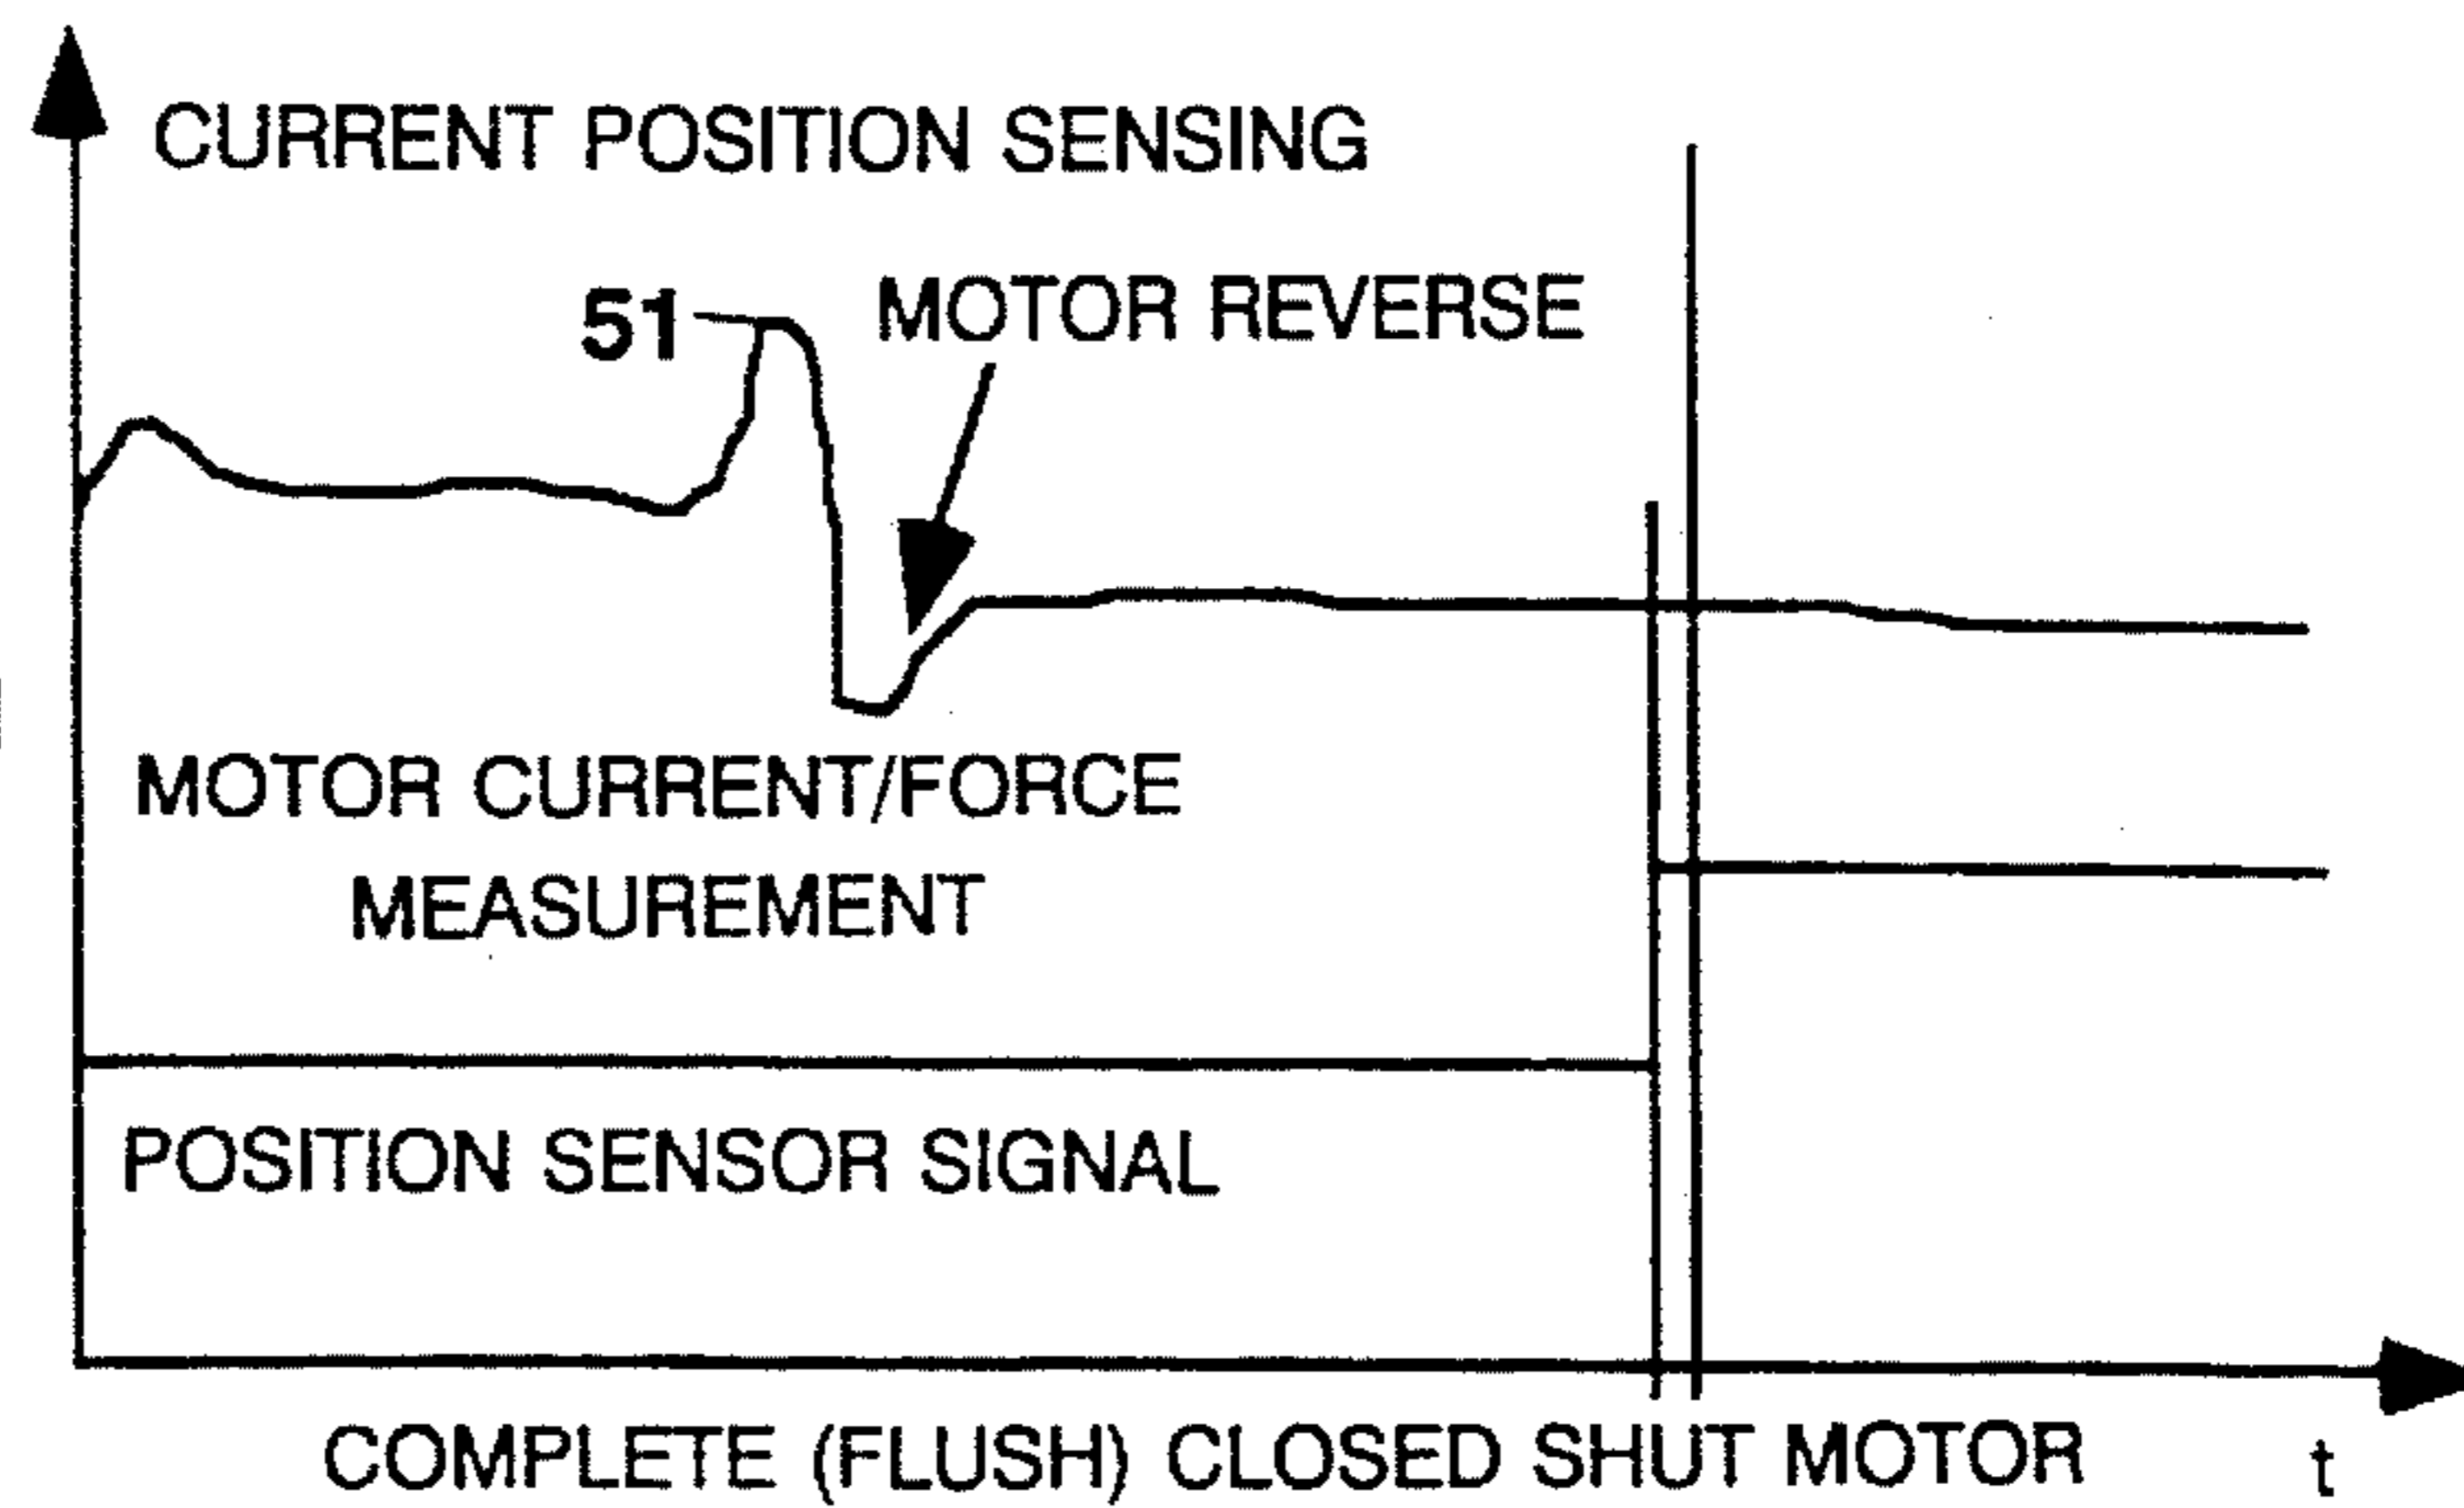 CURRENT POSITION SENSING
51
MOTOR REVERSE
MOTOR CURRENT/FORCE
MEASUREMENT
POSITION SENSOR SIGNAL
COMPLETE (FLUSH) CLOSED SHUT MOTOR
t